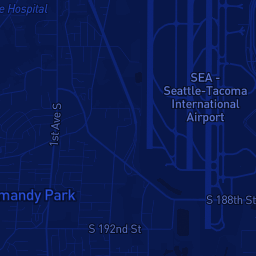 e Hospital
SEA -
Seattle-Tacoma
International
Airport
1st Ave S
mandy Park
S 188th St
S 192nd St